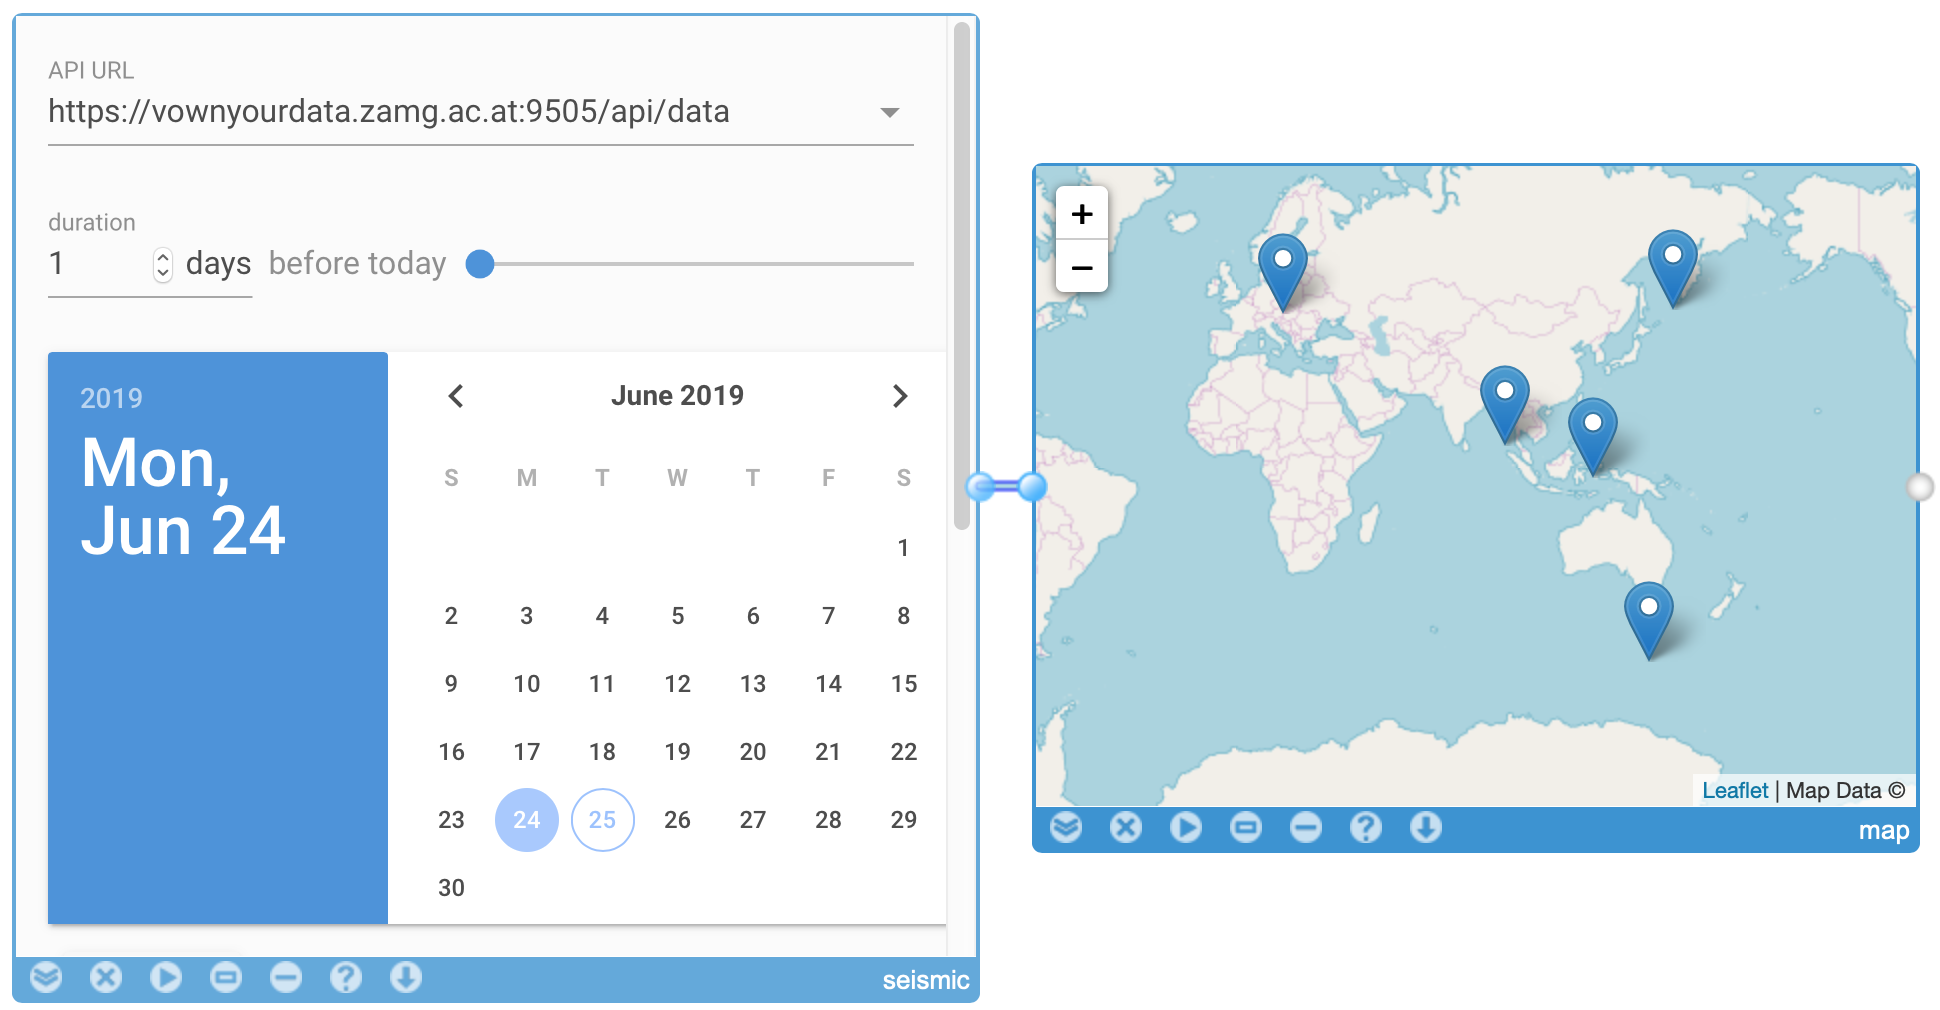 API URL
https://vownyourdata.zamg.ac.at:9505/api/data
duration
1 days before today
2019
Mon,
Jun 24
June 2019
S M T W T F S
1
2 3 4 5 6 7 8
9 10 11 12 13 14 15
16 17 18 19 20 21 22
23 24 25 26 27 28 29
30
seismic
+
−
Leaflet | Map Data ©
map